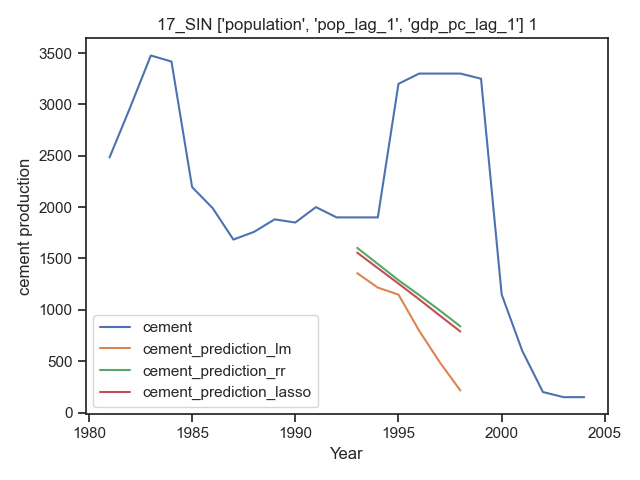 17_SIN ['population', 'pop_lag_1', 'gdp_pc_lag_1'] 1
3500
3000
2500
2000
1500
1000
500
0
cement production
cement
cement_prediction_lm
cement_prediction_rr
cement_prediction_lasso
1980 1985 1990 1995 2000 2005
Year